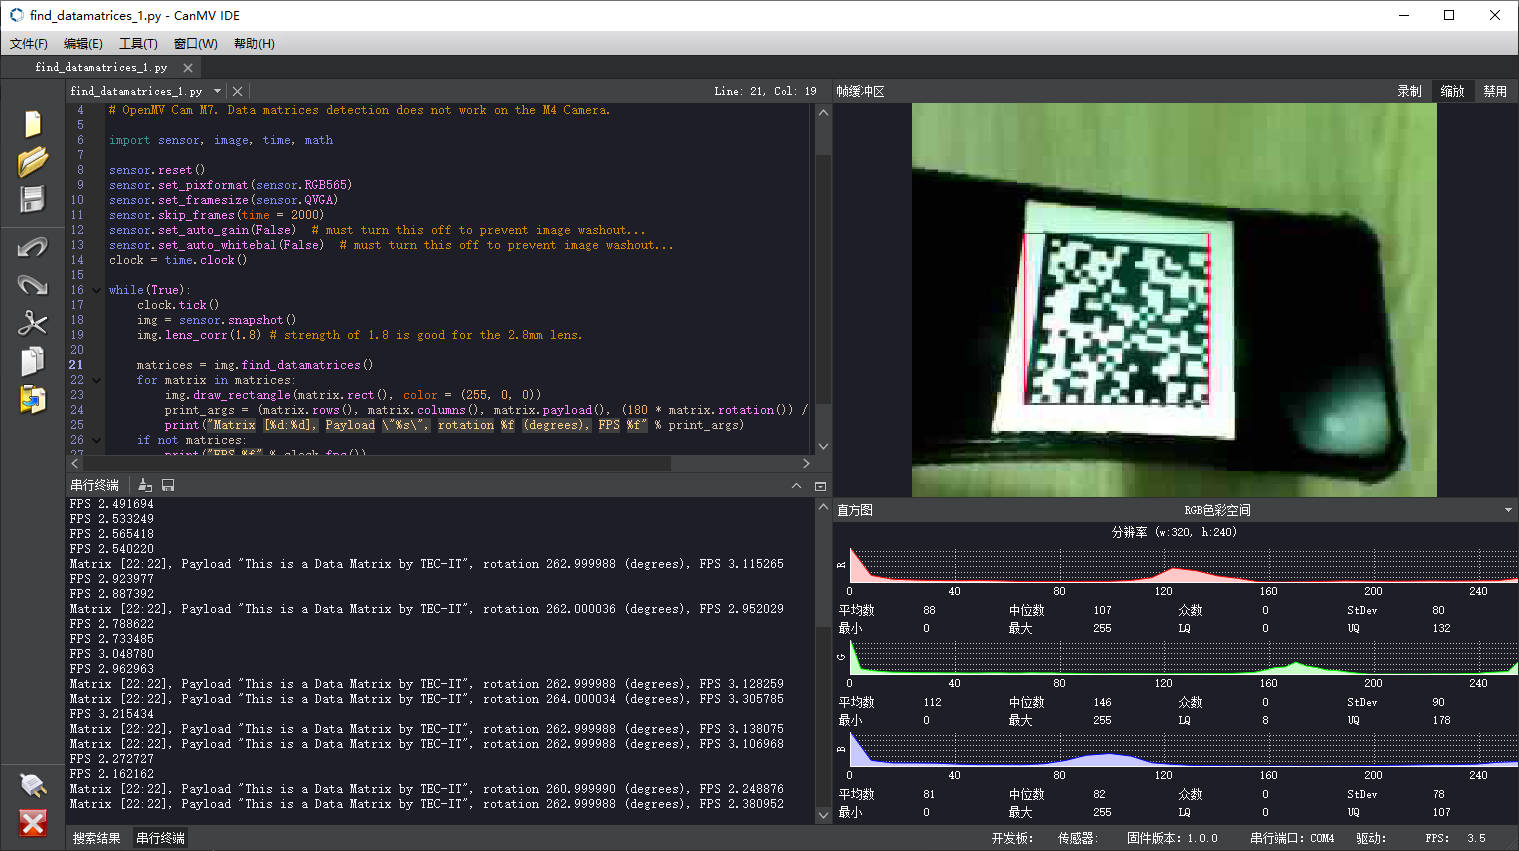 find_datamatrices_1.py - CanMV IDE
文件(F) 编辑(E) 工具(T) 窗口(W) 帮助(H)
find_datamatrices_1.py
find_datamatrices_1.py Line: 21, Col: 19
4 # OpenMV Cam M7. Data matrices detection does not work on the M4 Camera.
5
6 import sensor, image, time, math
7
8 sensor.reset()
9 sensor.set_pixformat(sensor.RGB565)
10 sensor.set_framesize(sensor.QVGA)
11 sensor.skip_frames(time = 2000)
12 sensor.set_auto_gain(False) # must turn this off to prevent image washout...
13 sensor.set_auto_whitebal(False) # must turn this off to prevent image washout...
14 clock = time.clock()
15
16 while(True):
17 clock.tick()
18 img = sensor.snapshot()
19 img.lens_corr(1.8) # strength of 1.8 is good for the 2.8mm lens.
20
21 matrices = img.find_datamatrices()
22 for matrix in matrices:
23 img.draw_rectangle(matrix.rect(), color = (255, 0, 0))
24 print_args = (matrix.rows(), matrix.columns(), matrix.payload(), (180 * matrix.rotation()) /
25 print("Matrix [%d:%d], Payload \"%s\", rotation %f (degrees), FPS %f" % print_args)
26 if not matrices:
27 print("FPS %f" % clock.fps())
串行终端
FPS 2.491694
FPS 2.533249
FPS 2.565418
FPS 2.540220
Matrix [22:22], Payload "This is a Data Matrix by TEC-IT", rotation 262.999988 (degrees), FPS 3.115265
FPS 2.923977
FPS 2.887392
Matrix [22:22], Payload "This is a Data Matrix by TEC-IT", rotation 262.000036 (degrees), FPS 2.952029
FPS 2.788622
FPS 2.733485
FPS 3.048780
FPS 2.962963
Matrix [22:22], Payload "This is a Data Matrix by TEC-IT", rotation 262.999988 (degrees), FPS 3.128259
Matrix [22:22], Payload "This is a Data Matrix by TEC-IT", rotation 264.000034 (degrees), FPS 3.305785
FPS 3.215434
Matrix [22:22], Payload "This is a Data Matrix by TEC-IT", rotation 262.999988 (degrees), FPS 3.138075
Matrix [22:22], Payload "This is a Data Matrix by TEC-IT", rotation 262.999988 (degrees), FPS 3.106968
FPS 2.272727
FPS 2.162162
Matrix [22:22], Payload "This is a Data Matrix by TEC-IT", rotation 260.999990 (degrees), FPS 2.248876
Matrix [22:22], Payload "This is a Data Matrix by TEC-IT", rotation 262.999988 (degrees), FPS 2.380952
搜索结果 串行终端
帧缓冲区 录制 缩放 禁用
直方图 RGB色彩空间
分辨率 (w:320, h:240)
R
0 40 80 120 160 200 240
平均数 88 中位数 107 众数 0 StDev 80
最小 0 最大 255 LQ 0 UQ 132
G
0 40 80 120 160 200 240
平均数 112 中位数 146 众数 0 StDev 90
最小 0 最大 255 LQ 8 UQ 178
B
0 40 80 120 160 200 240
平均数 81 中位数 82 众数 0 StDev 78
最小 0 最大 255 LQ 0 UQ 107
开发板: 传感器: 固件版本: 1.0.0 串行端口: COM4 驱动: FPS: 3.5